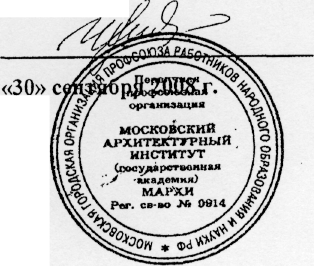 «30» сентября 2008 г.
МОСКОВСКАЯ ГОРОДСКАЯ ОРГАНИЗАЦИЯ ПРОФСОЮЗА РАБОТНИКОВ НАРОДНОГО ОБРАЗОВАНИЯ И НАУКИ РФ *
Первичная
профсоюзная
организация
МОСКОВСКИЙ
АРХИТЕКТУРНЫЙ
ИНСТИТУТ
(государственная
академия)
МАРХИ
Рег. св-во № 0914